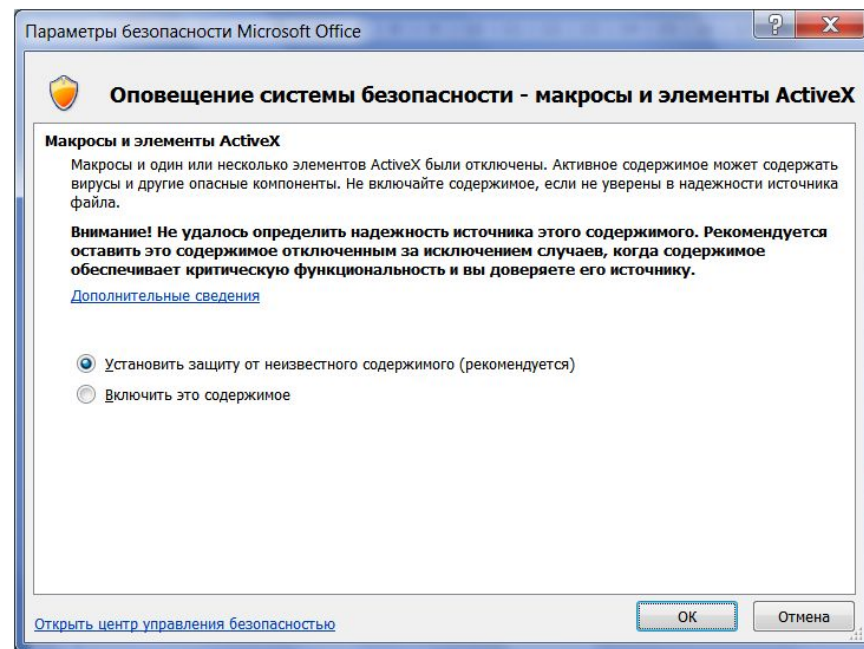 Параметры безопасности Microsoft Office
Оповещение системы безопасности - макросы и элементы ActiveX
Макросы и элементы ActiveX
Макросы и один или несколько элементов ActiveX были отключены. Активное содержимое может содержать
вирусы и другие опасные компоненты. Не включайте содержимое, если не уверены в надежности источника
файла.
Внимание! Не удалось определить надежность источника этого содержимого. Рекомендуется
оставить это содержимое отключенным за исключением случаев, когда содержимое
обеспечивает критическую функциональность и вы доверяете его источнику.
Дополнительные сведения
Установить защиту от неизвестного содержимого (рекомендуется)
Включить это содержимое
Открыть центр управления безопасностью
ОК
Отмена